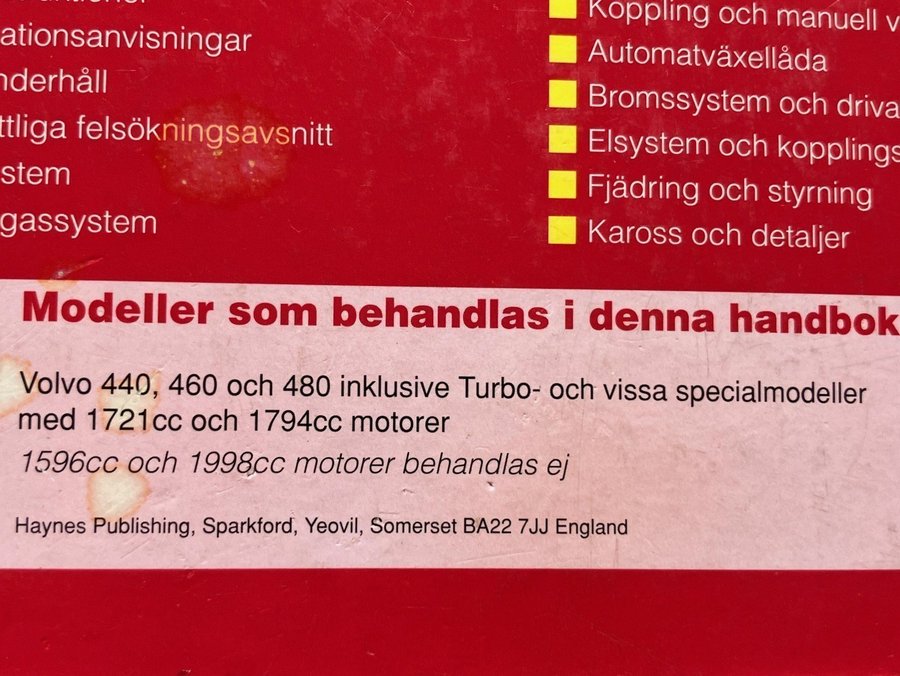 ationsanvisningar
nderhåll
ttliga felsökningsavsnitt
stem
gassystem
Koppling och manuell v
Automatväxellåda
Bromssystem och driva
Elsystem och kopplings
Fjädring och styrning
Kaross och detaljer
Modeller som behandlas i denna handbok
Volvo 440, 460 och 480 inklusive Turbo- och vissa specialmodeller
med 1721cc och 1794cc motorer
1596cc och 1998cc motorer behandlas ej
Haynes Publishing, Sparkford, Yeovil, Somerset BA22 7JJ England